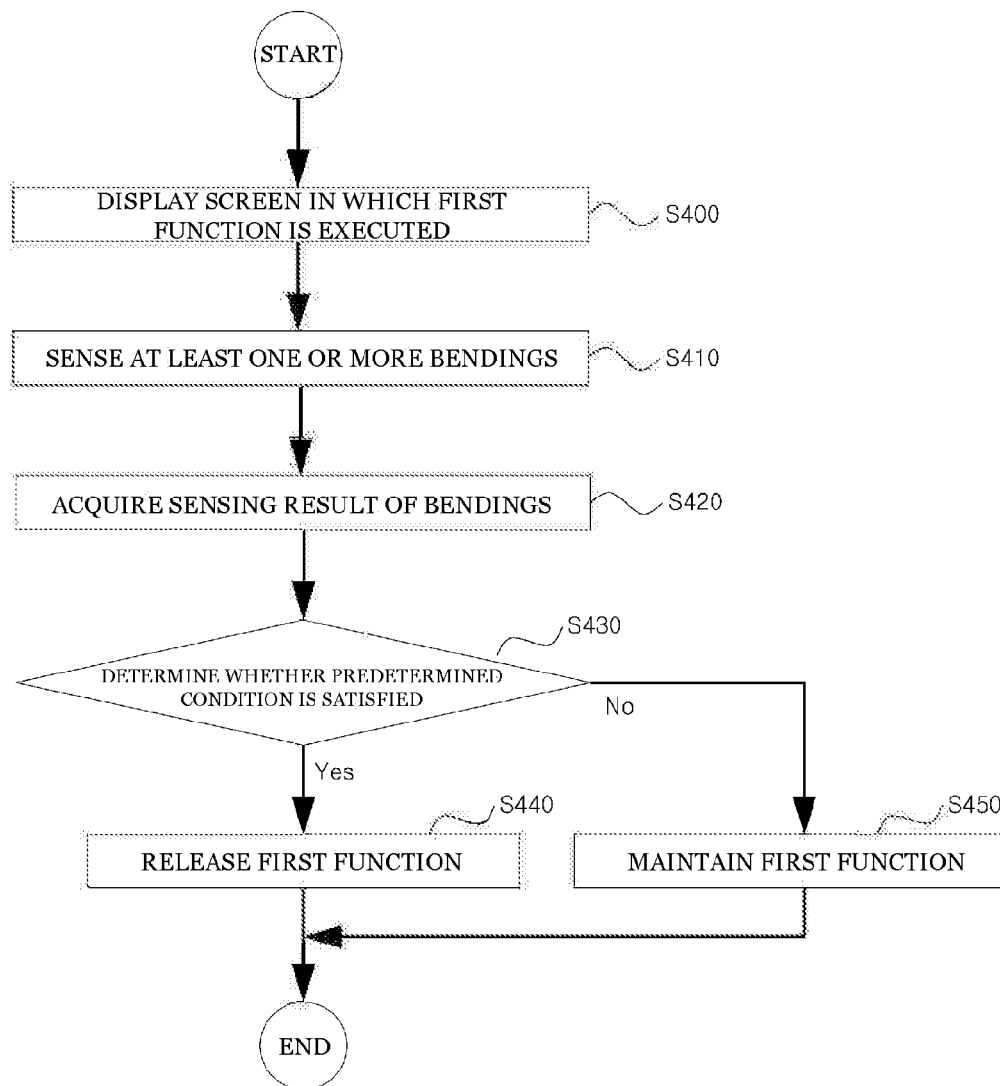 START
DISPLAY SCREEN IN WHICH FIRST
FUNCTION IS EXECUTED
S400
SENSE AT LEAST ONE OR MORE BENDINGS
S410
ACQUIRE SENSING RESULT OF BENDINGS
S420
S430
DETERMINE WHETHER PREDETERMINED
CONDITION IS SATISFIED
No
Yes
S440
S450
RELEASE FIRST FUNCTION
MAINTAIN FIRST FUNCTION
END